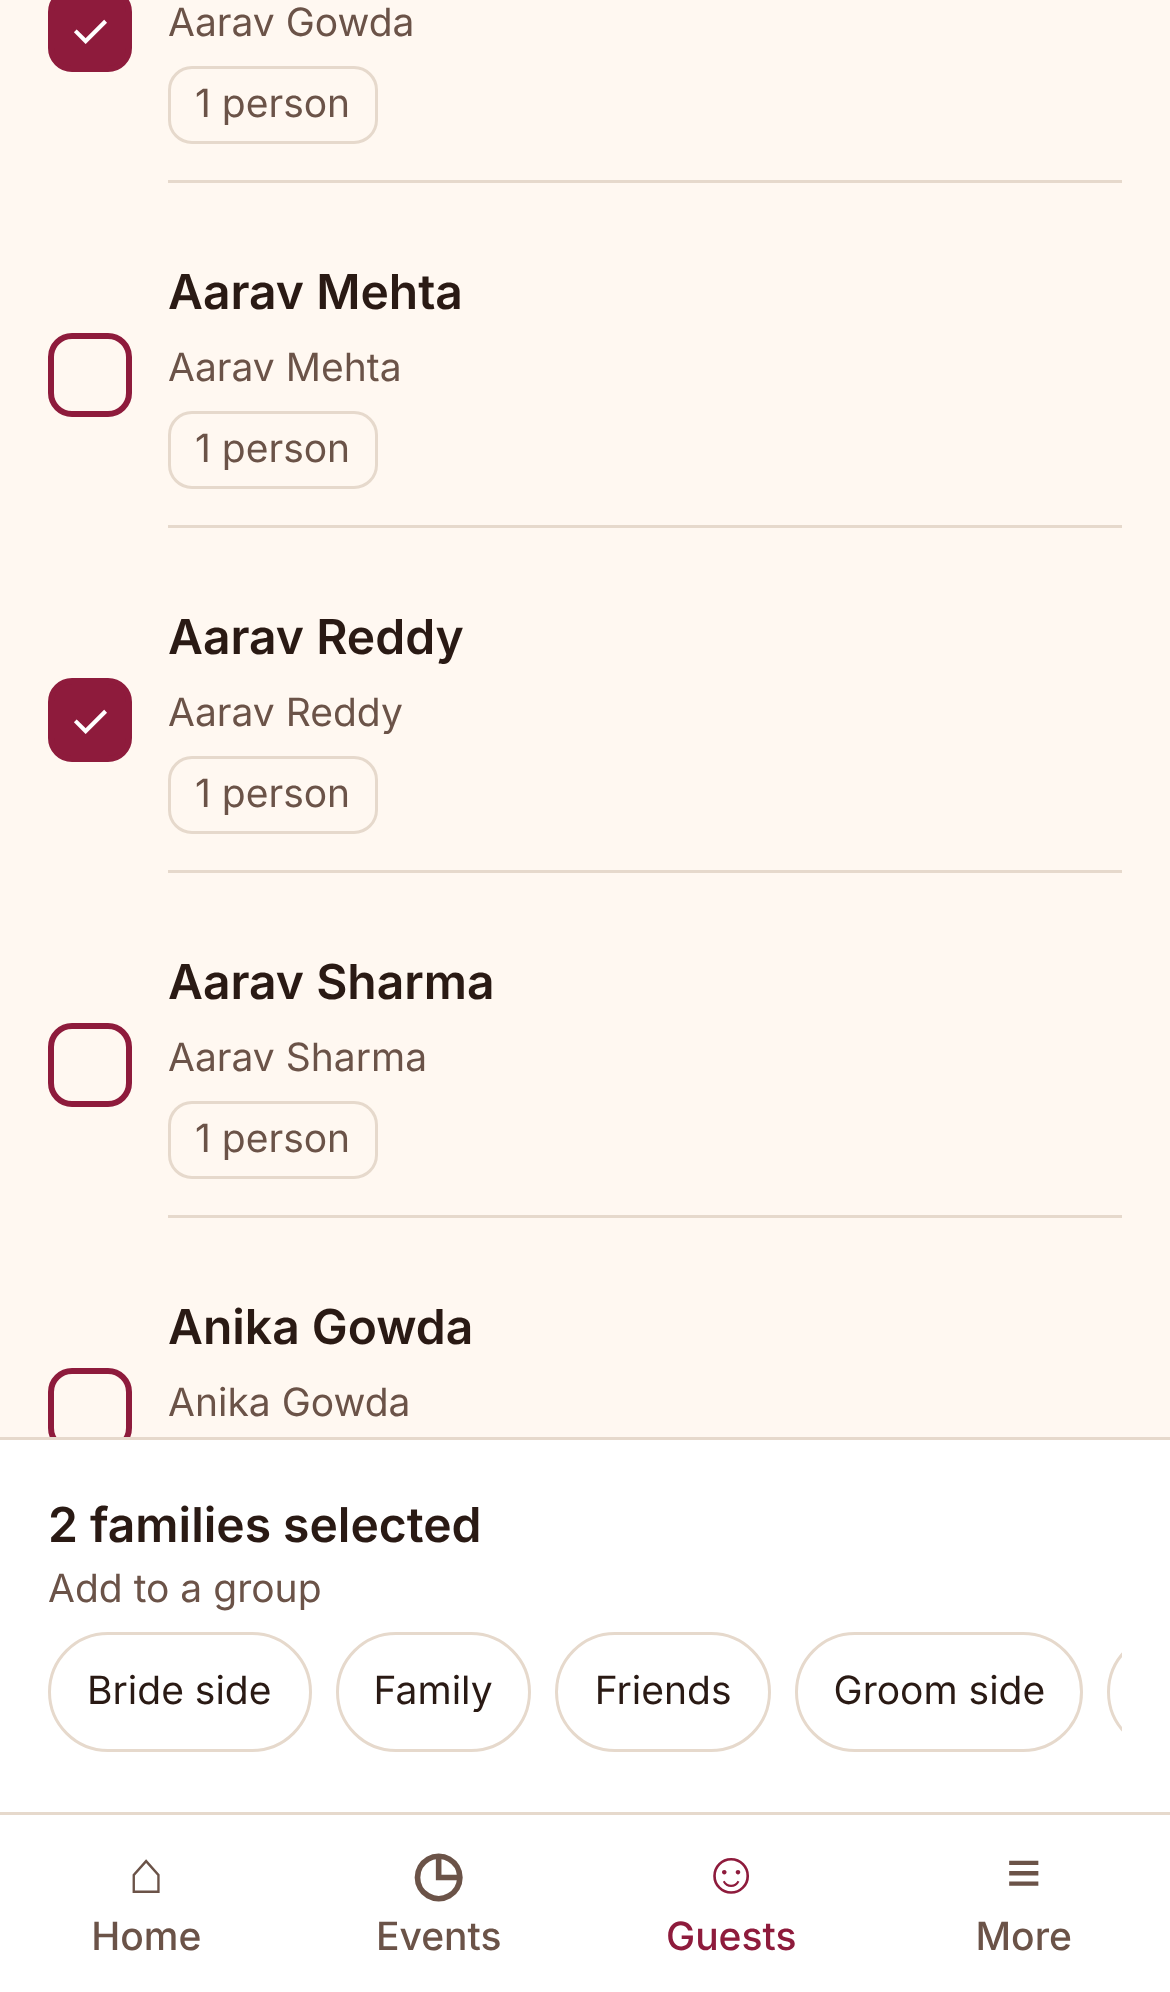 Aarav Gowda
1 person
Aarav Mehta
Aarav Mehta
1 person
Aarav Reddy
Aarav Reddy
1 person
Aarav Sharma
Aarav Sharma
1 person
Anika Gowda
Anika Gowda
2 families selected
Add to a group
Bride side Family Friends Groom side
Home Events Guests More